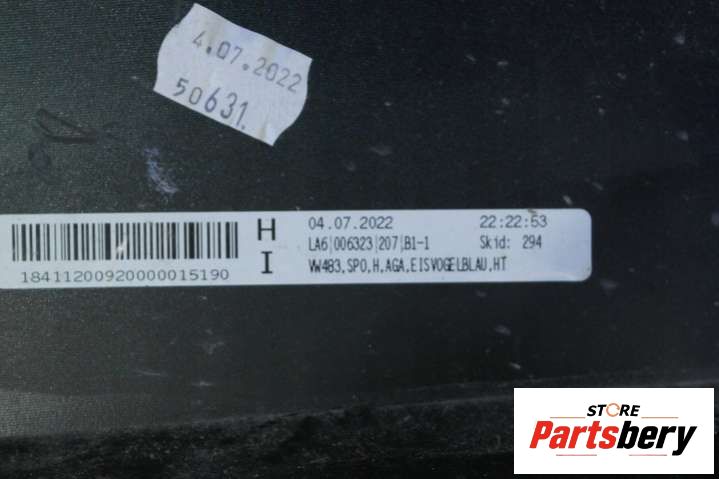 4.07.2022
50631.
H
I
04.07.2022 22:22:53
LA6|006323|207|.B1-1 Skid: 294
VW483.SPO.H.AGA.EISVOGELBLAU.HT
18411200920000015190
STORE
Partsbery